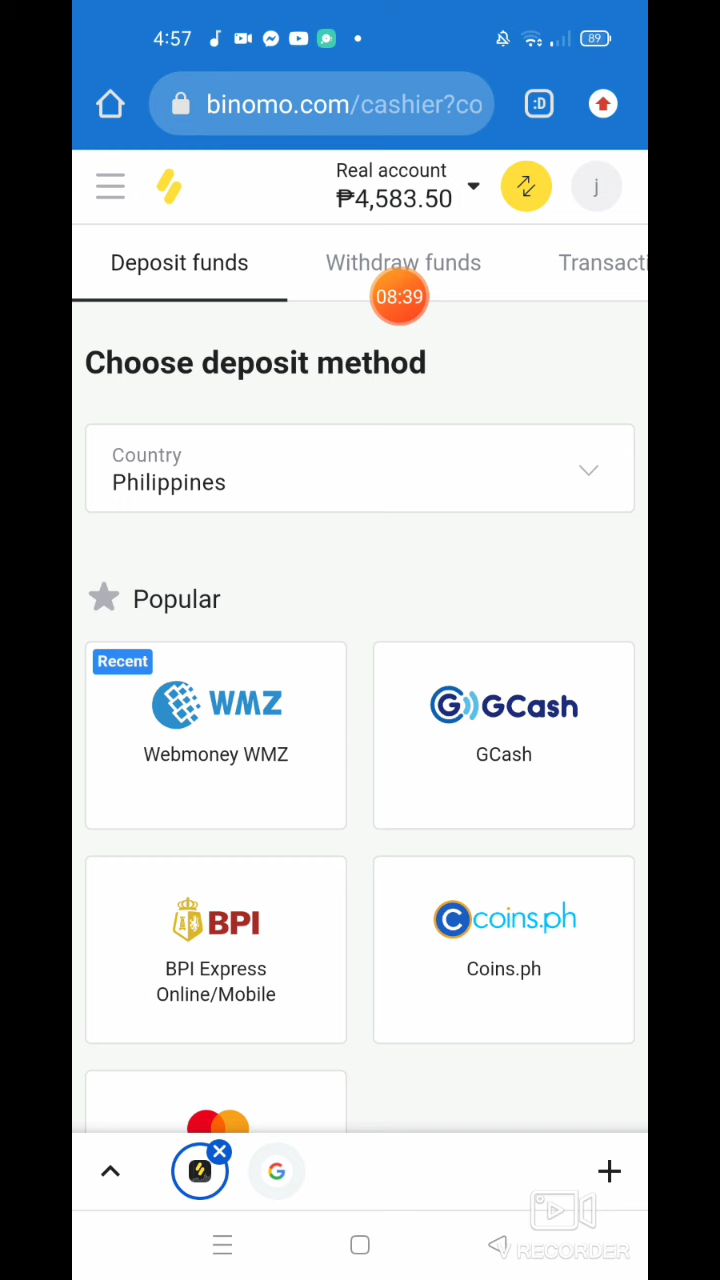 4:57
89
binomo.com/cashier?co
:D
Real account
₱4,583.50
j
Deposit funds
Withdraw funds
Transacti
08:39
Choose deposit method
Country
Philippines
Popular
Recent
WMZ
Webmoney WMZ
G GCash
GCash
BPI
BPI Express
Online/Mobile
C coins.ph
Coins.ph
G
V RECORDER